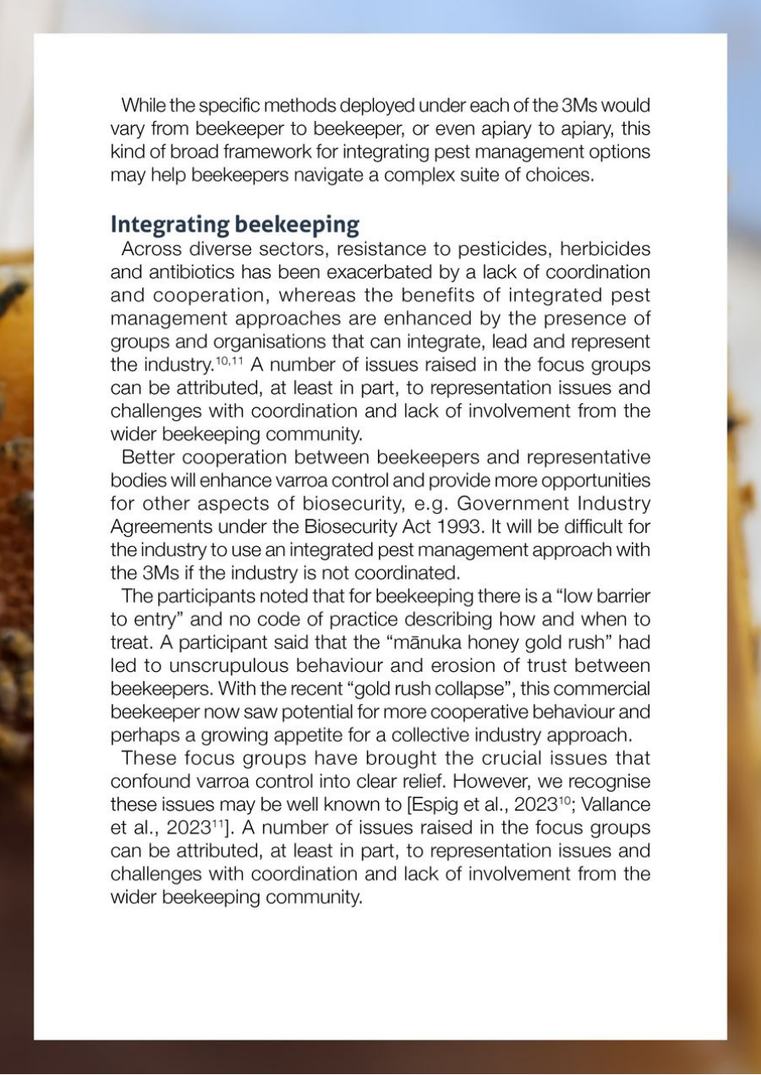 While the specific methods deployed under each of the 3Ms would
vary from beekeeper to beekeeper, or even apiary to apiary, this
kind of broad framework for integrating pest management options
may help beekeepers navigate a complex suite of choices.
Integrating beekeeping
Across diverse sectors, resistance to pesticides, herbicides
and antibiotics has been exacerbated by a lack of coordination
and cooperation, whereas the benefits of integrated pest
management approaches are enhanced by the presence of
groups and organisations that can integrate, lead and represent
the industry.¹⁰,¹¹ A number of issues raised in the focus groups
can be attributed, at least in part, to representation issues and
challenges with coordination and lack of involvement from the
wider beekeeping community.
Better cooperation between beekeepers and representative
bodies will enhance varroa control and provide more opportunities
for other aspects of biosecurity, e.g. Government Industry
Agreements under the Biosecurity Act 1993. It will be difficult for
the industry to use an integrated pest management approach with
the 3Ms if the industry is not coordinated.
The participants noted that for beekeeping there is a “low barrier
to entry” and no code of practice describing how and when to
treat. A participant said that the “mānuka honey gold rush” had
led to unscrupulous behaviour and erosion of trust between
beekeepers. With the recent “gold rush collapse”, this commercial
beekeeper now saw potential for more cooperative behaviour and
perhaps a growing appetite for a collective industry approach.
These focus groups have brought the crucial issues that
confound varroa control into clear relief. However, we recognise
these issues may be well known to [Espig et al., 2023¹⁰; Vallance
et al., 2023¹¹]. A number of issues raised in the focus groups
can be attributed, at least in part, to representation issues and
challenges with coordination and lack of involvement from the
wider beekeeping community.